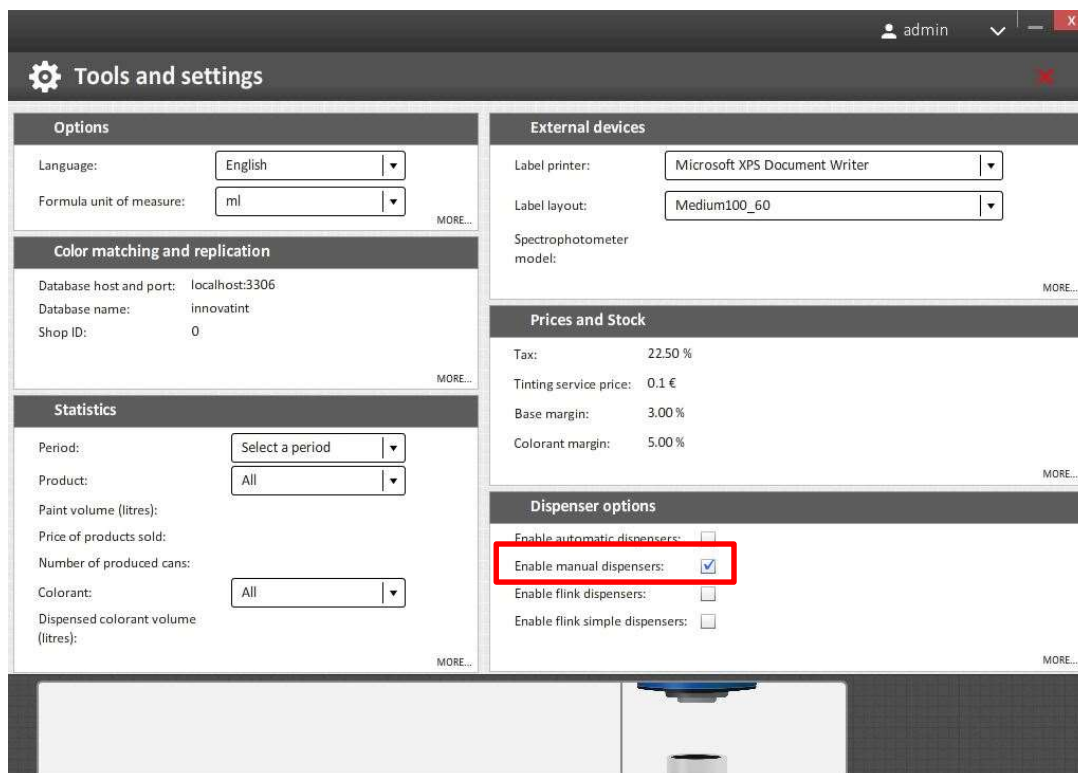 admin
X
Tools and settings
Options
Language: English
Formula unit of measure: ml
MORE...
Color matching and replication
Database host and port: localhost:3306
Database name: innovatint
Shop ID: 0
MORE...
Statistics
Period: Select a period
Product: All
Paint volume (litres):
Price of products sold:
Number of produced cans:
Colorant: All
Dispensed colorant volume
(litres):
MORE...
External devices
Label printer: Microsoft XPS Document Writer
Label layout: Medium100_60
Spectrophotometer
model:
MORE...
Prices and Stock
Tax: 22.50 %
Tinting service price: 0.1 €
Base margin: 3.00 %
Colorant margin: 5.00 %
MORE...
Dispenser options
Enable automatic dispensers:
Enable manual dispensers:
Enable flink dispensers:
Enable flink simple dispensers:
MORE...